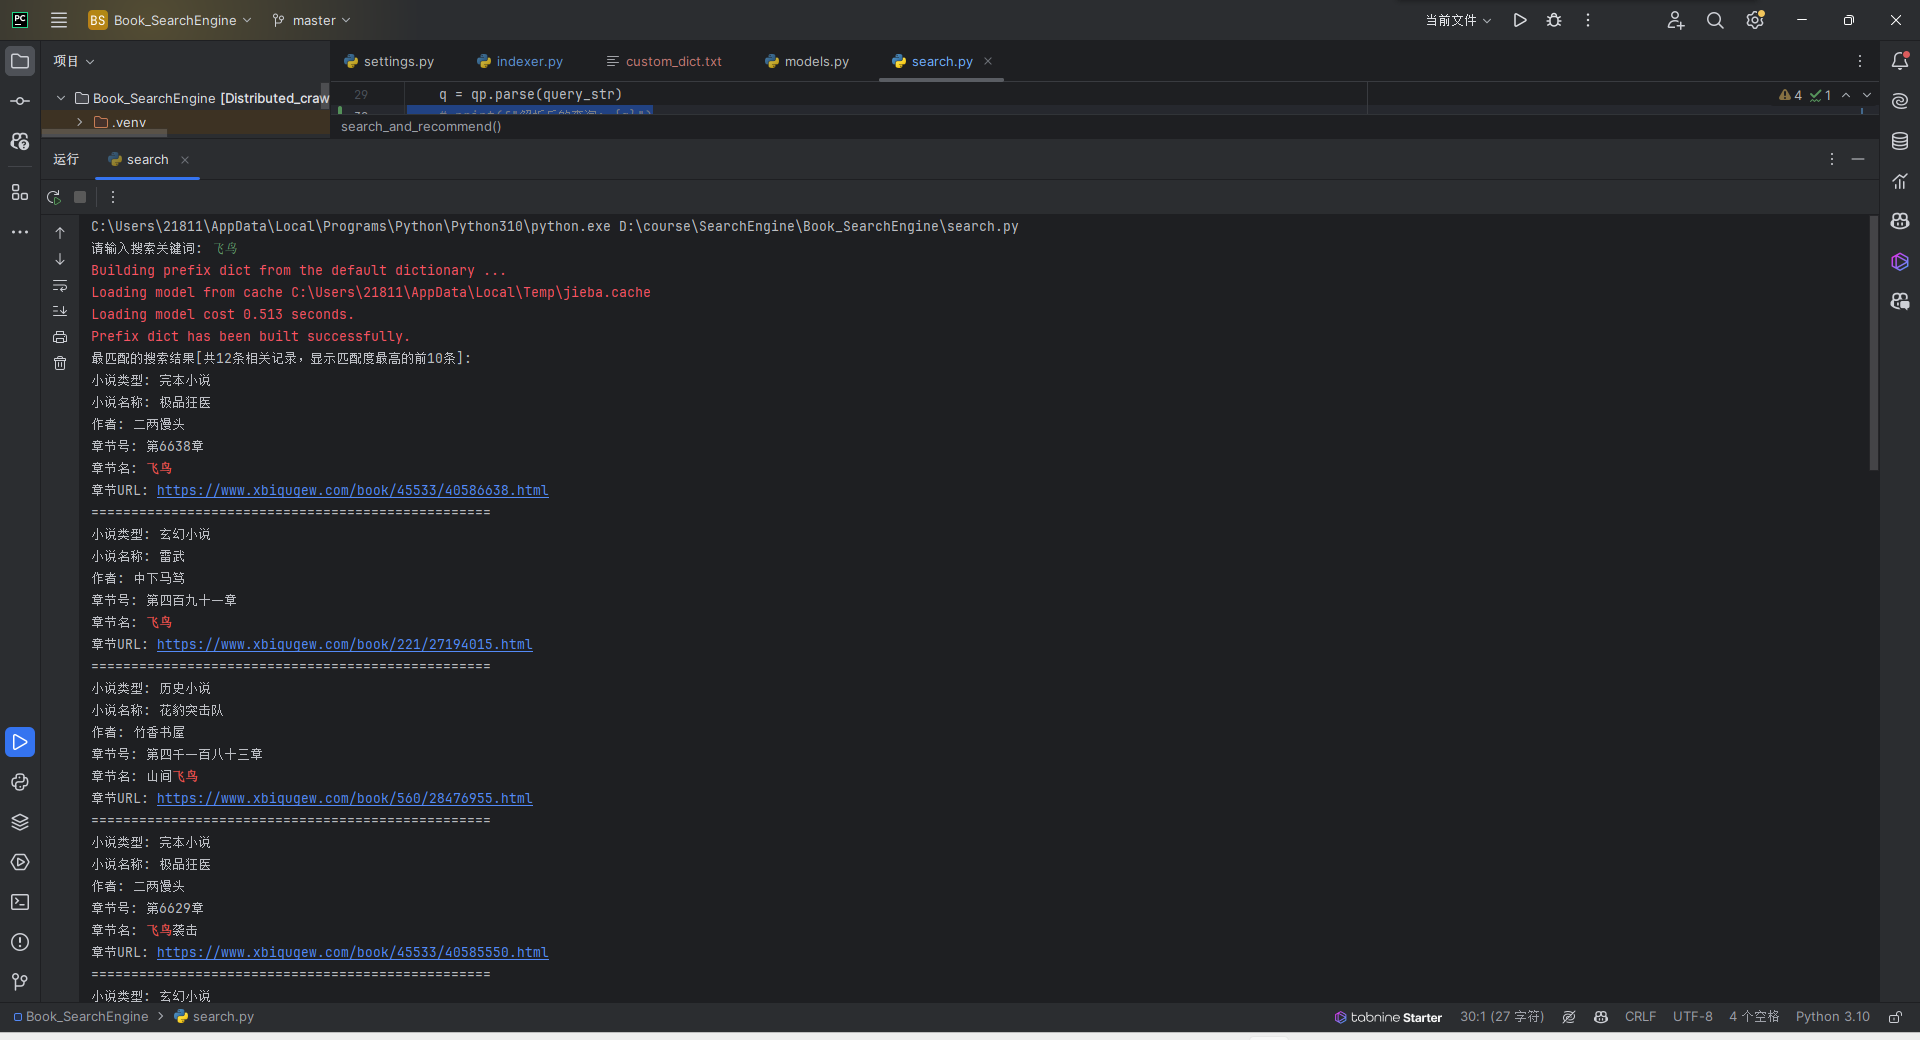 PC
BS Book_SearchEngine master 当前文件
项目 settings.py indexer.py custom_dict.txt models.py search.py
Book_SearchEngine [Distributed_craw 29 q = qp.parse(query_str) 4 1
.venv
search_and_recommend()
运行 search
C:\Users\21811\AppData\Local\Programs\Python\Python310\python.exe D:\course\SearchEngine\Book_SearchEngine\search.py
请输入搜索关键词: 飞鸟
Building prefix dict from the default dictionary ...
Loading model from cache C:\Users\21811\AppData\Local\Temp\jieba.cache
Loading model cost 0.513 seconds.
Prefix dict has been built successfully.
最匹配的搜索结果[共12条相关记录，显示匹配度最高的前10条]:
小说类型: 完本小说
小说名称: 极品狂医
作者: 二两馒头
章节号: 第6638章
章节名: 飞鸟
章节URL: https://www.xbiqugew.com/book/45533/40586638.html
==================================================
小说类型: 玄幻小说
小说名称: 雷武
作者: 中下马笃
章节号: 第四百九十一章
章节名: 飞鸟
章节URL: https://www.xbiqugew.com/book/221/27194015.html
==================================================
小说类型: 历史小说
小说名称: 花豹突击队
作者: 竹香书屋
章节号: 第四千一百八十三章
章节名: 山间飞鸟
章节URL: https://www.xbiqugew.com/book/560/28476955.html
==================================================
小说类型: 完本小说
小说名称: 极品狂医
作者: 二两馒头
章节号: 第6629章
章节名: 飞鸟袭击
章节URL: https://www.xbiqugew.com/book/45533/40585550.html
==================================================
小说类型: 玄幻小说
Book_SearchEngine > search.py tabnine Starter 30:1 (27 字符) CRLF UTF-8 4 个空格 Python 3.10